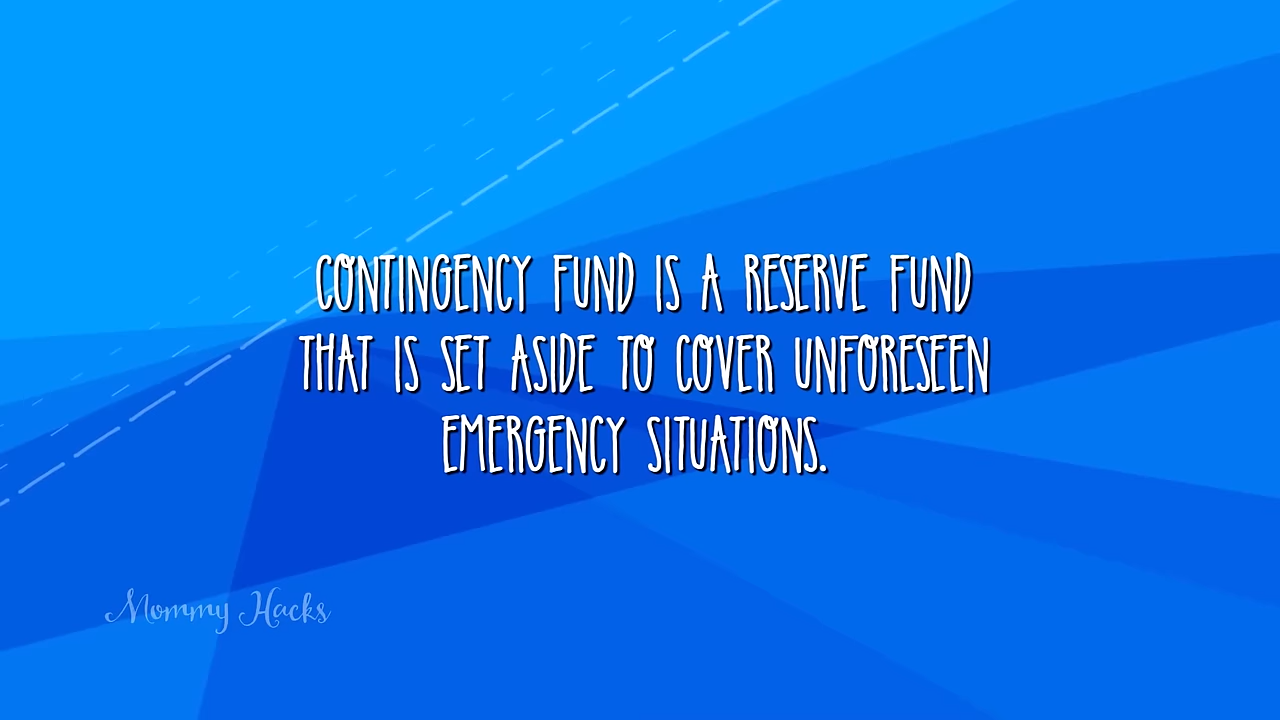 CONTINGENCY FUND IS A RESERVE FUND
THAT IS SET ASIDE TO COVER UNFORESEEN
EMERGENCY SITUATIONS.
Mommy Hacks